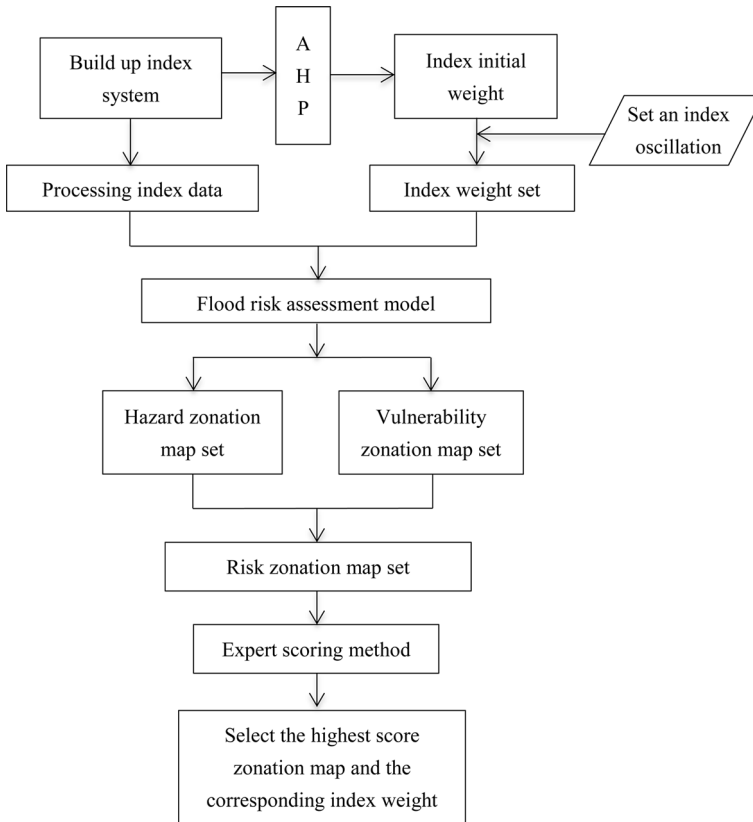 Build up index
system
A
H
P
Index initial
weight
Set an index
oscillation
Processing index data
Index weight set
Flood risk assessment model
Hazard zonation
map set
Vulnerability
zonation map set
Risk zonation map set
Expert scoring method
Select the highest score
zonation map and the
corresponding index weight